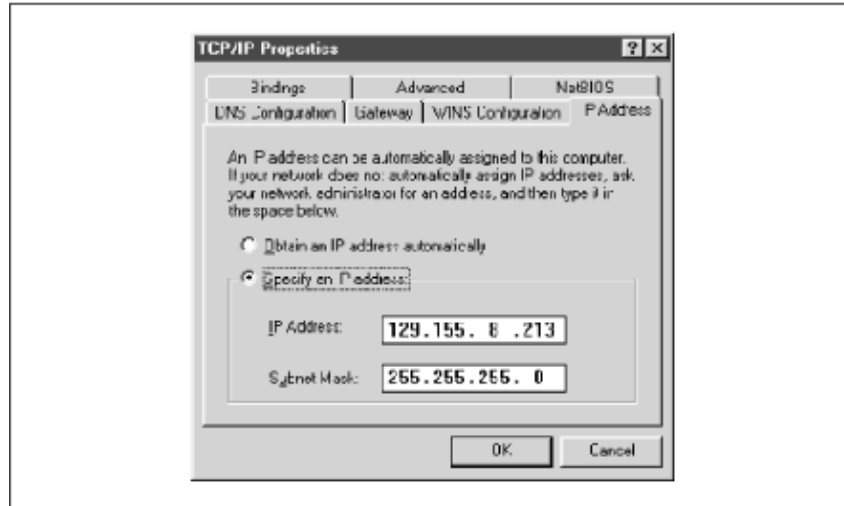 TCP/IP Properties
Bindings Advanced NetBIOS
DNS Configuration Gateway WINS Configuration IP Address
An IP address can be automatically assigned to this computer.
If your network does not automatically assign IP addresses, ask
your network administrator for an address, and then type it in
the space below.
Obtain an IP address automatically
Specify an IP address:
IP Address: 129.155. 8 .213
Subnet Mask: 255.255.255. 0
OK Cancel